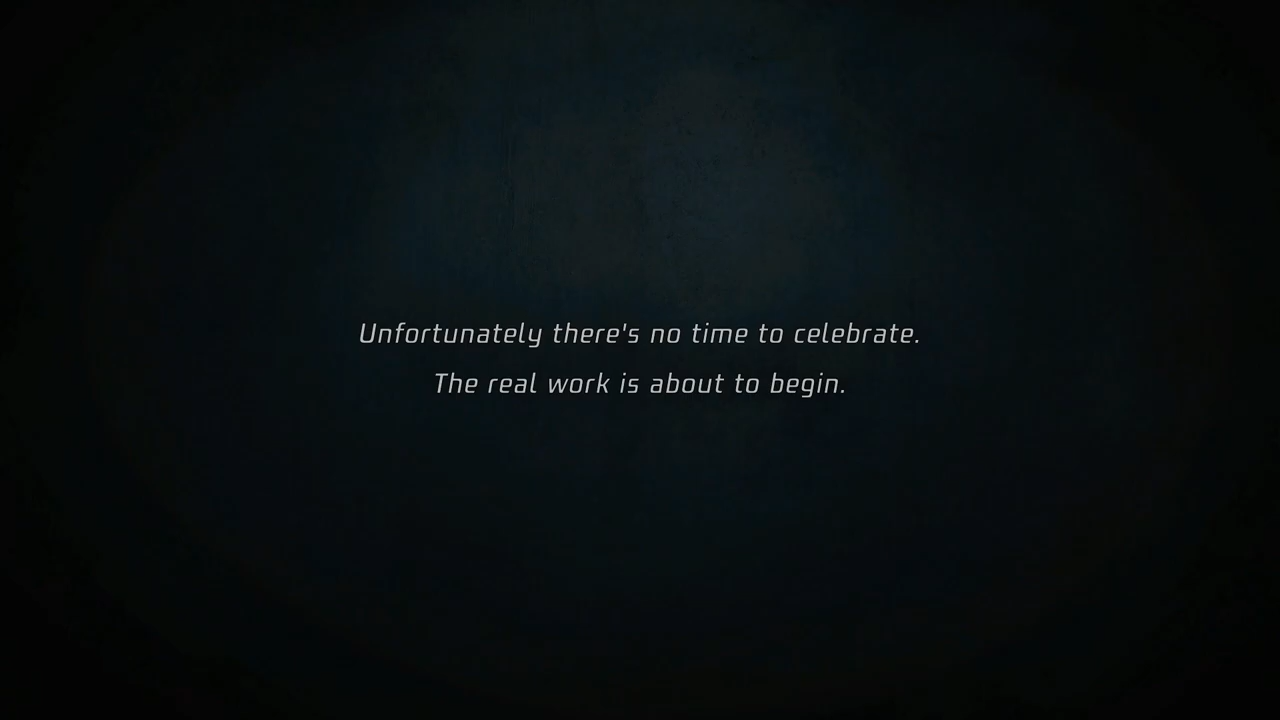 Unfortunately there's no time to celebrate.
The real work is about to begin.